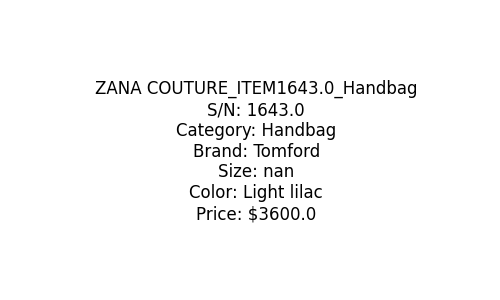 ZANA COUTURE_ITEM1643.0_Handbag
S/N: 1643.0
Category: Handbag
Brand: Tomford
Size: nan
Color: Light lilac
Price: $3600.0